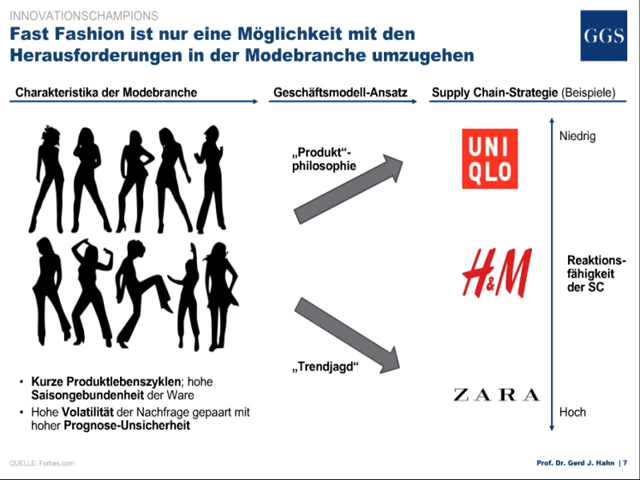 INNOVATIONSCHAMPIONS
Fast Fashion ist nur eine Möglichkeit mit den
Herausforderungen in der Modebranche umzugehen
GGS
Charakteristika der Modebranche
Geschäftsmodell-Ansatz
Supply Chain-Strategie (Beispiele)
„Produkt“-
philosophie
„Trendjagd“
UNI
QLO
H&M
ZARA
Niedrig
Reaktions-
fähigkeit
der SC
Hoch
• Kurze Produktlebenszyklen; hohe
Saisongebundenheit der Ware
• Hohe Volatilität der Nachfrage gepaart mit
hoher Prognose-Unsicherheit
QUELLE: Forbes.com
Prof. Dr. Gerd J. Hahn | 7